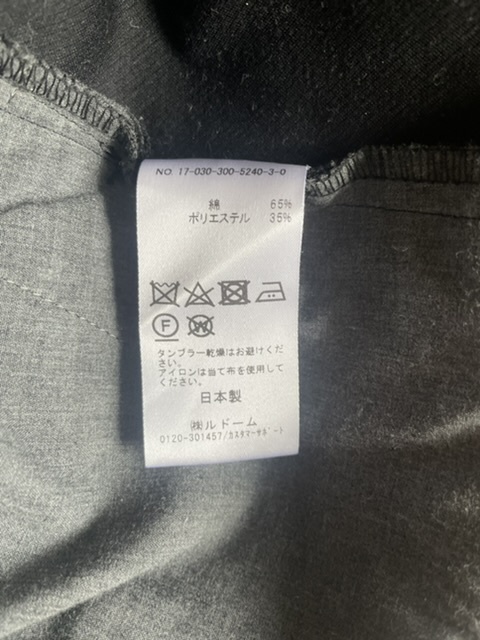 NO. 17-030-300-5240-3-0
綿 65%
ポリエステル 35%
F W
タンブラー乾燥はお避けくだ
さい。
アイロンは当て布を使用して
ください。
日本製
㈱ルドーム
0120-301457/カスタマーサポート